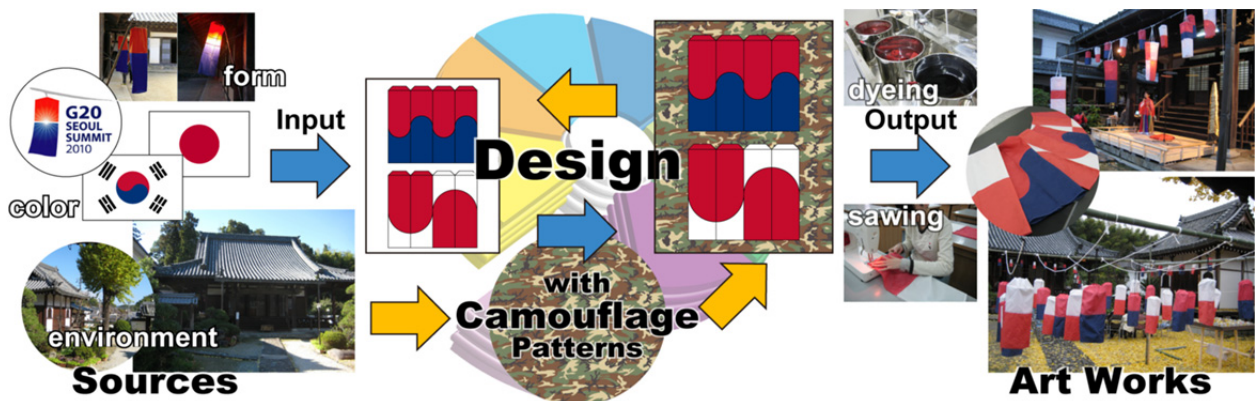 form
G20
SEOUL
SUMMIT
2010
color
environment
Sources
Input
Design
with
Camouflage
Patterns
dyeing
Output
sawing
Art Works